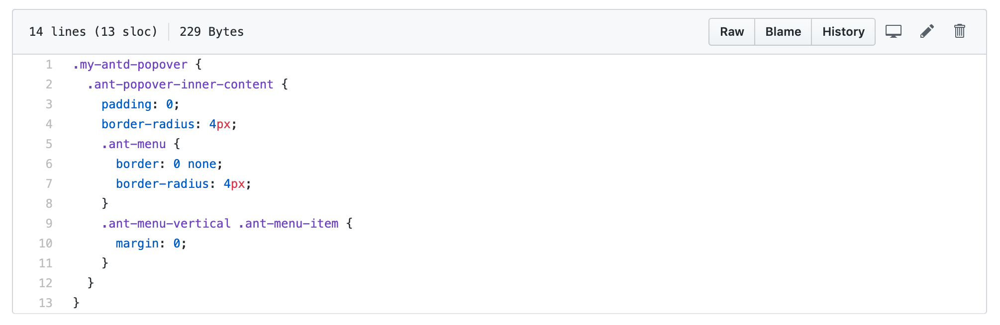 14 lines (13 sloc) 229 Bytes Raw Blame History
1 .my-antd-popover {
2 .ant-popover-inner-content {
3 padding: 0;
4 border-radius: 4px;
5 .ant-menu {
6 border: 0 none;
7 border-radius: 4px;
8 }
9 .ant-menu-vertical .ant-menu-item {
10 margin: 0;
11 }
12 }
13 }